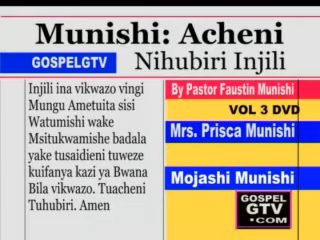 Munishi: Acheni
GOSPELGTV
Nihubiri Injili
Injili ina vikwazo vingi
Mungu Ametuita sisi
Watumishi wake
Msitukwamishe badala
yake tusaidieni tuweze
kuifanya kazi ya Bwana
Bila vikwazo. Tuacheni
Tuhubiri. Amen
By Pastor Faustin Munishi
VOL 3 DVD
Mrs. Prisca Munishi
Mojashi Munishi
GOSPEL
GTV
.COM